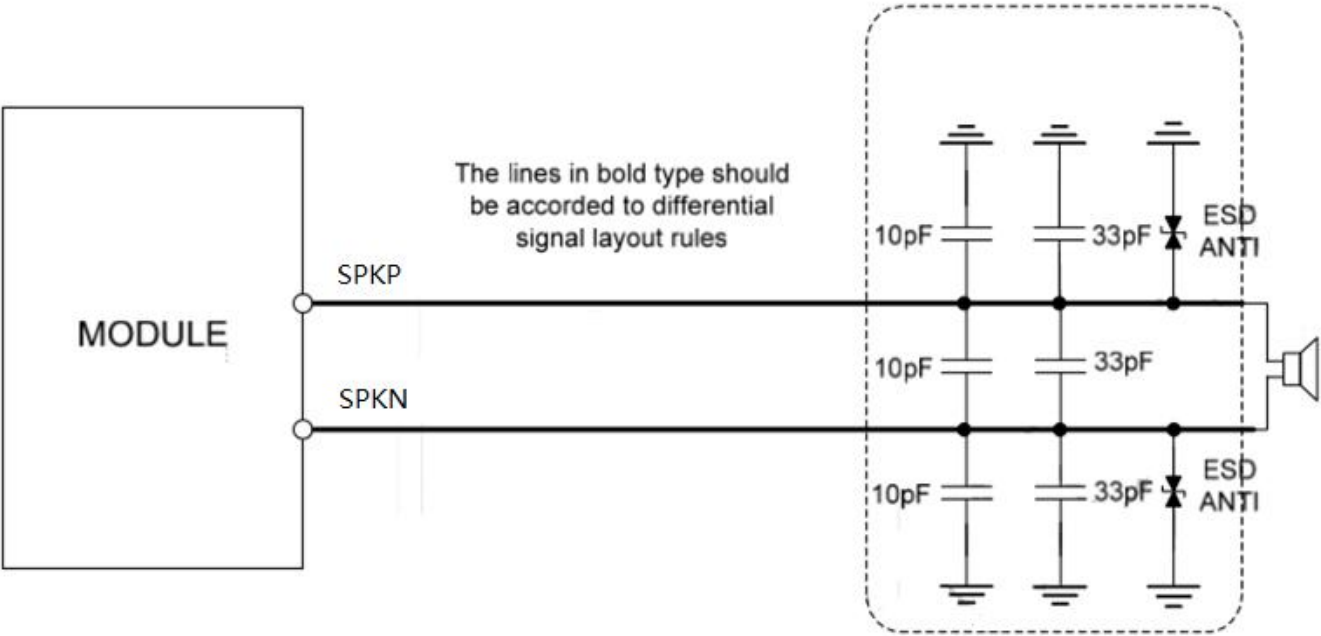 The lines in bold type should
be accorded to differential
signal layout rules
10pF
33pF
ESD
ANTI
SPKP
MODULE
10pF
33pF
SPKN
10pF
33pF
ESD
ANTI